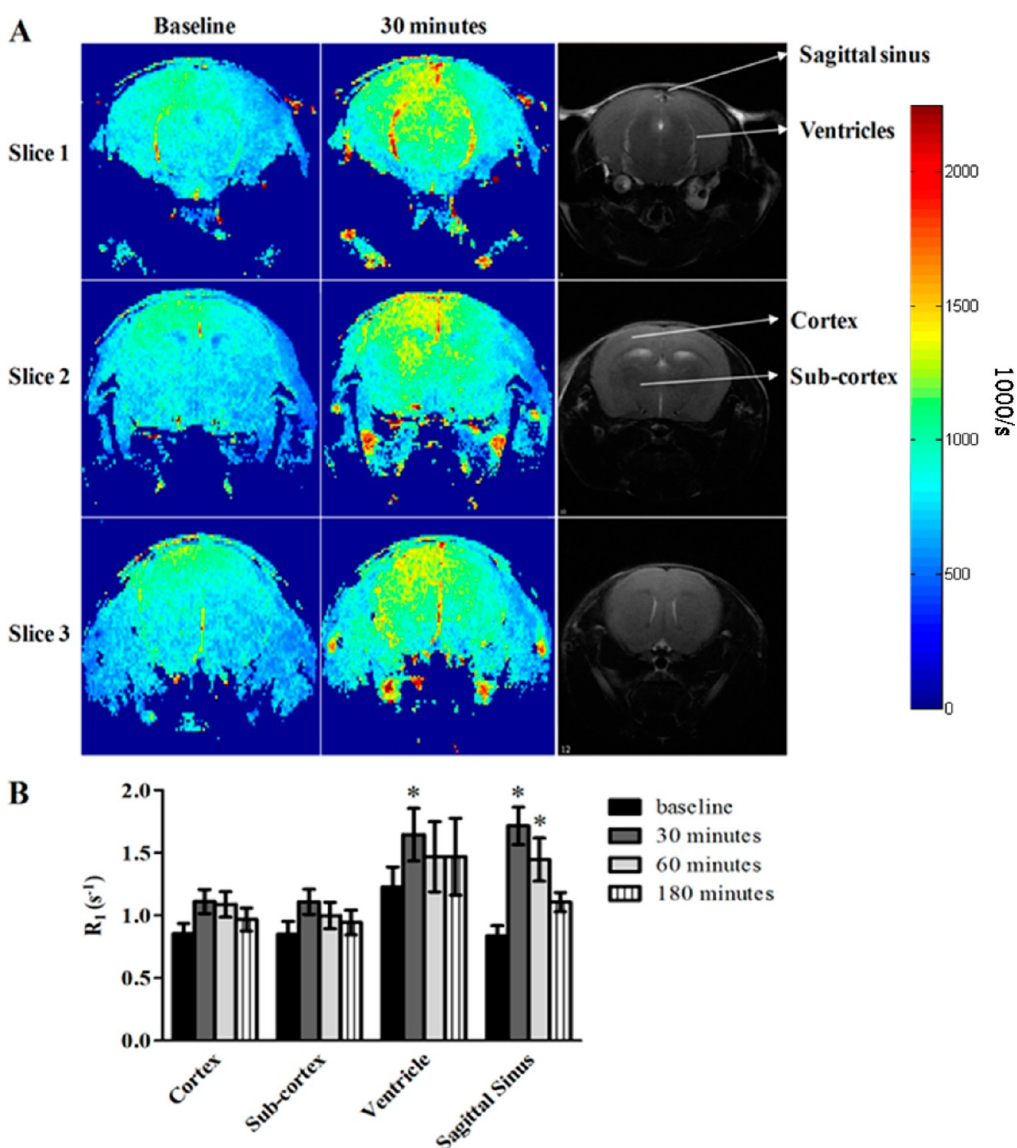 A
Baseline
30 minutes
Sagittal sinus
Ventricles
Slice 1
Cortex
Sub-cortex
Slice 2
Slice 3
12
2000
1500
1000
500
0
1000/s
B
2.0
1.5
1.0
0.5
0.0
R1 (s-1)
* * *
baseline
30 minutes
60 minutes
180 minutes
Cortex
Sub-cortex
Ventricle
Sagittal Sinus